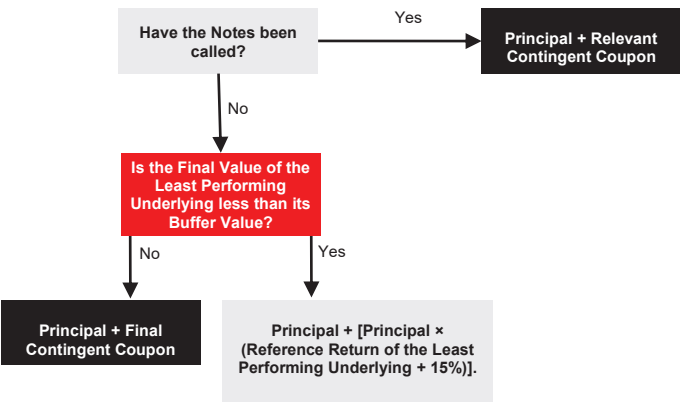 Have the Notes been
called?
Yes
Principal + Relevant
Contingent Coupon
No
Is the Final Value of the
Least Performing
Underlying less than its
Buffer Value?
No
Yes
Principal + Final
Contingent Coupon
Principal + [Principal ×
(Reference Return of the Least
Performing Underlying + 15%)].